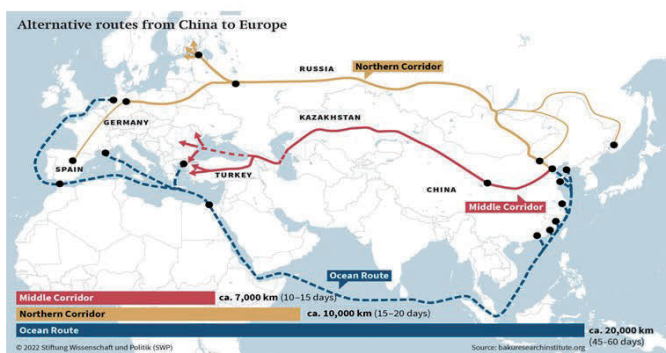 Alternative routes from China to Europe
RUSSIA
Northern Corridor
GERMANY
KAZAKHSTAN
SPAIN
TURKEY
CHINA
Middle Corridor
Ocean Route
Middle Corridor ca. 7,000 km (10–15 days)
Northern Corridor ca. 10,000 km (15–20 days)
Ocean Route ca. 20,000 km
(45-60 days)
© 2022 Stiftung Wissenschaft und Politik (SWP) Source: bakuresearchinstitute.org